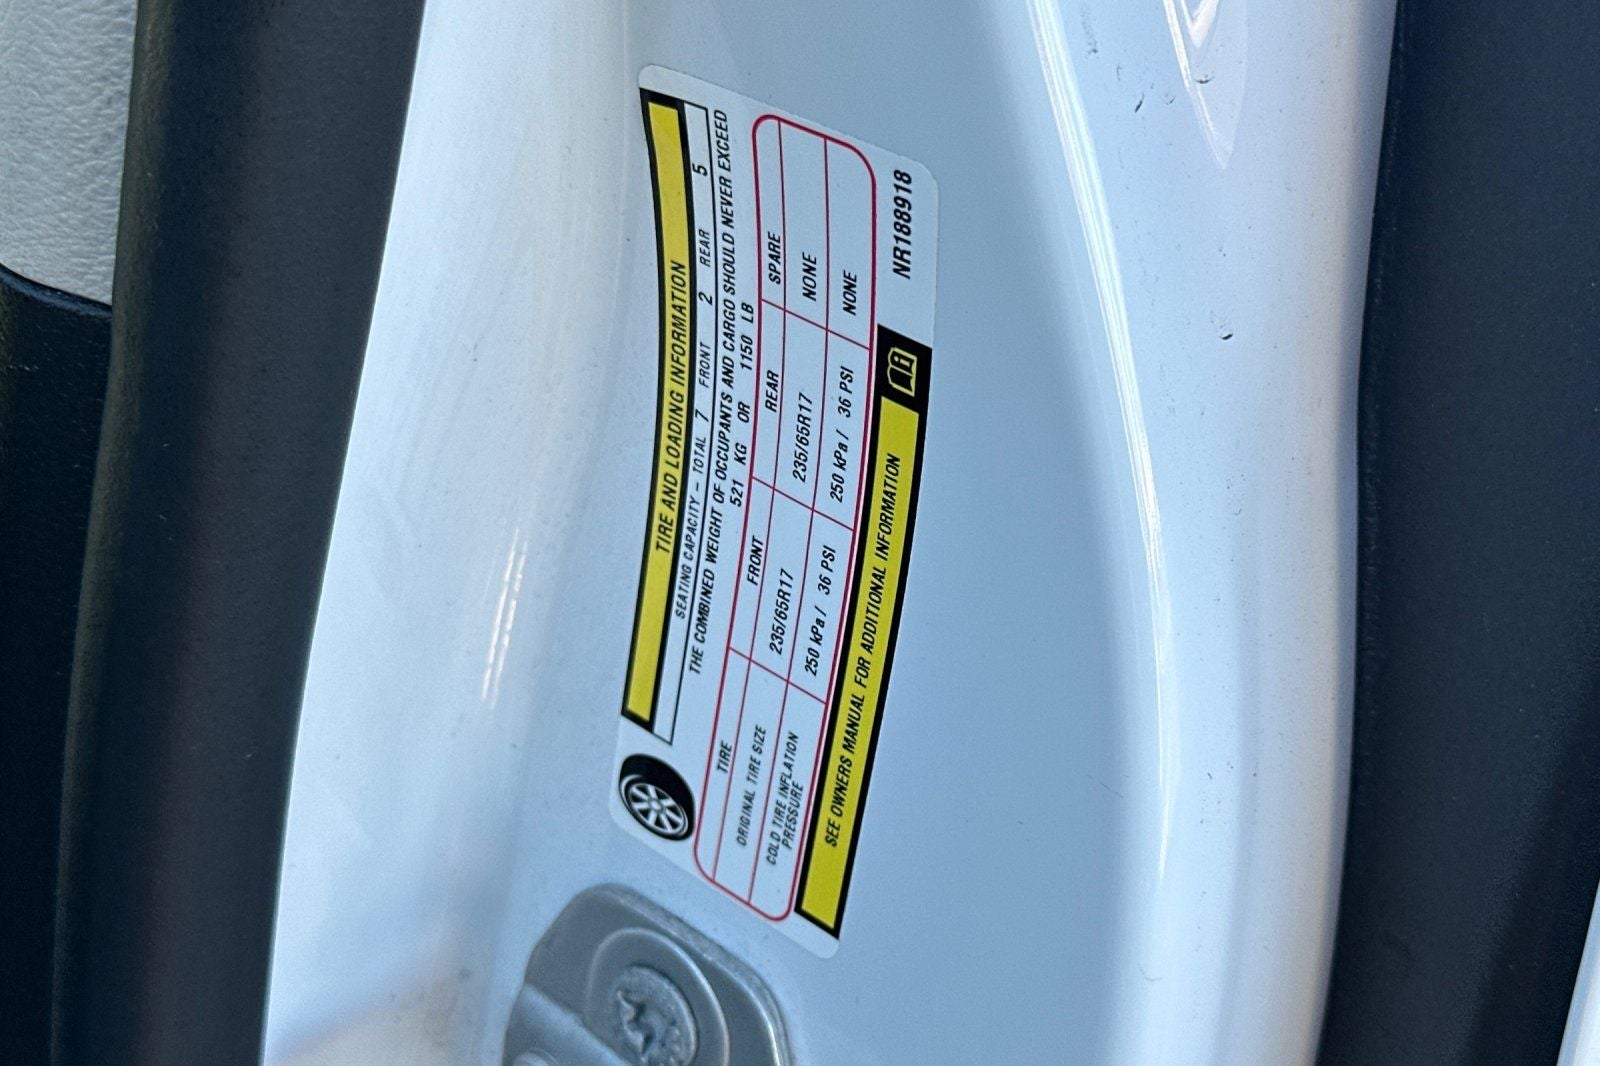 TIRE AND LOADING INFORMATION
SEATING CAPACITY - TOTAL 7 FRONT 2 REAR 5
THE COMBINED WEIGHT OF OCCUPANTS AND CARGO SHOULD NEVER EXCEED
521 KG OR 1150 LB
TIRE FRONT REAR SPARE
ORIGINAL TIRE SIZE 235/65R17 235/65R17 NONE
COLD TIRE INFLATION
PRESSURE 250 kPa / 36 PSI 250 kPa / 36 PSI NONE
SEE OWNERS MANUAL FOR ADDITIONAL INFORMATION
NR188918